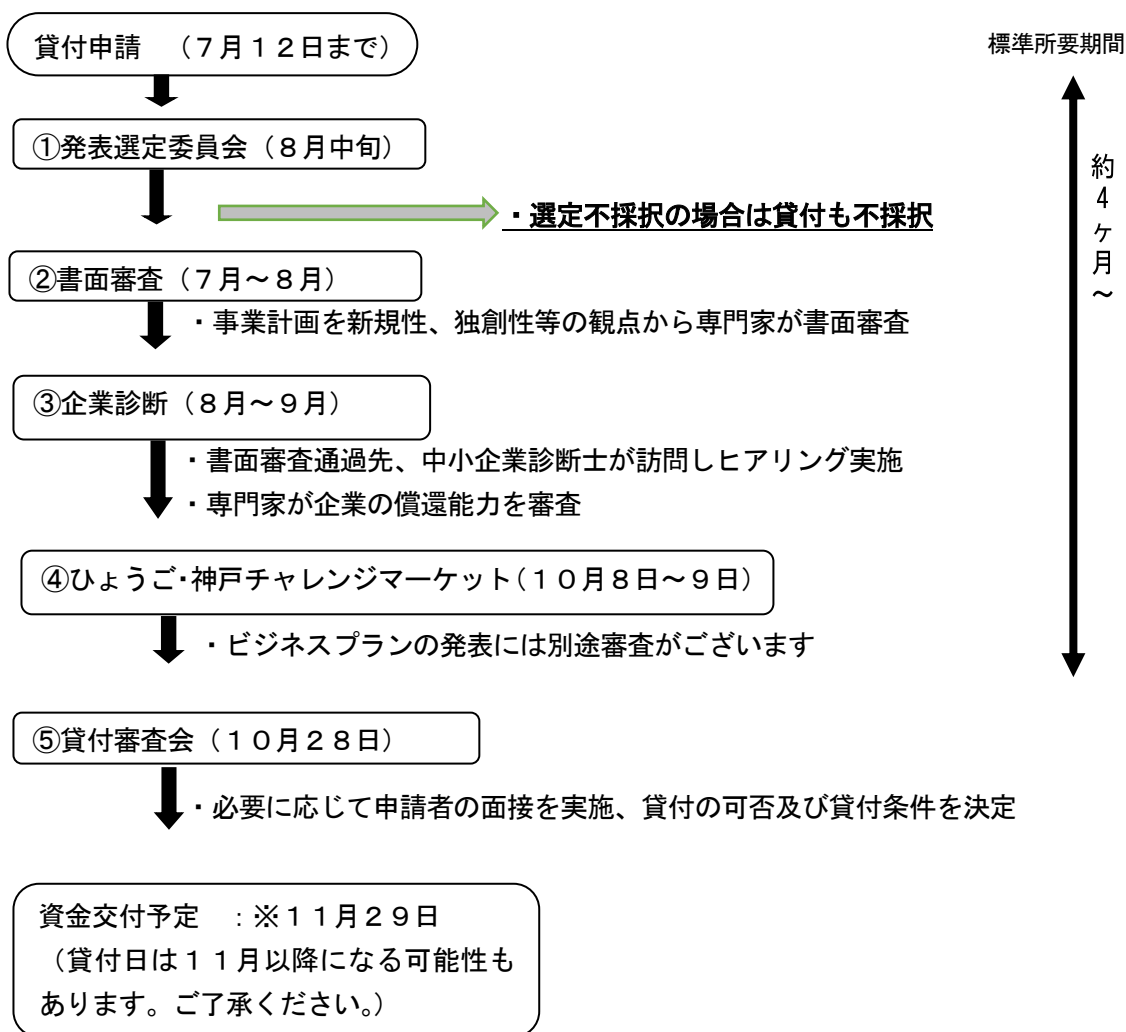 貸付申請　（７月１２日まで）
標準所要期間
①発表選定委員会（８月中旬）
・選定不採択の場合は貸付も不採択
約4ヶ月～
②書面審査（７月～８月）
・事業計画を新規性、独創性等の観点から専門家が書面審査
③企業診断（８月～９月）
・書面審査通過先、中小企業診断士が訪問しヒアリング実施
・専門家が企業の償還能力を審査
④ひょうご・神戸チャレンジマーケット（１０月８日～９日）
・ビジネスプランの発表には別途審査がございます
⑤貸付審査会（１０月２８日）
・必要に応じて申請者の面接を実施、貸付の可否及び貸付条件を決定
資金交付予定　：※１１月２９日
（貸付日は１１月以降になる可能性も
あります。ご了承ください。）